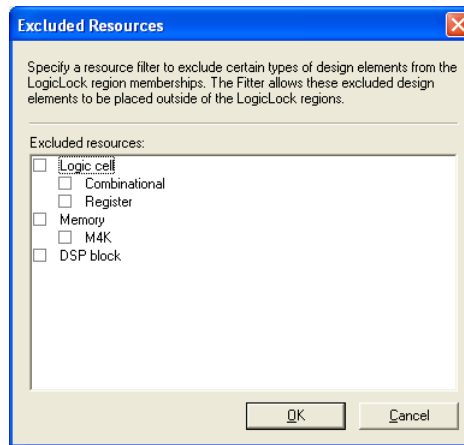 Excluded Resources
Specify a resource filter to exclude certain types of design elements from the
LogicLock region memberships. The Fitter allows these excluded design
elements to be placed outside of the LogicLock regions.
Excluded resources:
Logic cell
Combinational
Register
Memory
M4K
DSP block
OK
Cancel